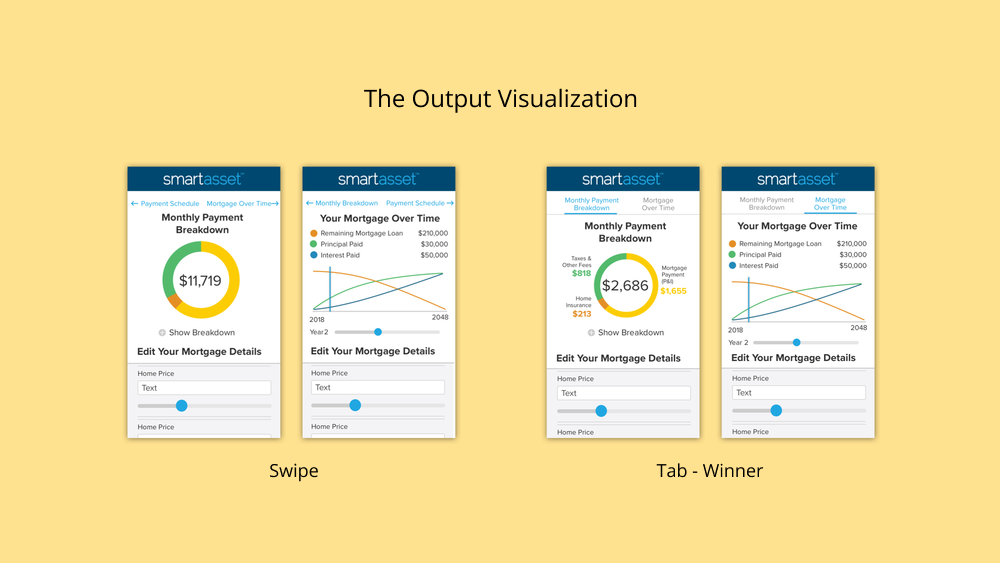 The Output Visualization
smartasset™
← Payment Schedule Mortgage Over Time→
Monthly Payment
Breakdown
$11,719
Show Breakdown
Edit Your Mortgage Details
Home Price
Text
Home Price
smartasset™
← Monthly Breakdown Payment Schedule →
Your Mortgage Over Time
Remaining Mortgage Loan $210,000
Principal Paid $30,000
Interest Paid $50,000
2018 2048
Year2
Edit Your Mortgage Details
Home Price
Text
Home Price
Swipe
smartasset™
Monthly Payment
Breakdown
Mortgage
Over Time
Monthly Payment
Breakdown
Taxes &
Other Fees
$818
Home
Insurance
$213
$2,686
Mortgage
Payment
(P&I)
$1,655
Show Breakdown
Edit Your Mortgage Details
Home Price
Text
Home Price
smartasset™
Monthly Payment
Breakdown
Mortgage
Over Time
Your Mortgage Over Time
Remaining Mortgage Loan $210,000
Principal Paid $30,000
Interest Paid $50,000
2018 2048
Year 2
Edit Your Mortgage Details
Home Price
Text
Home Price
Tab - Winner